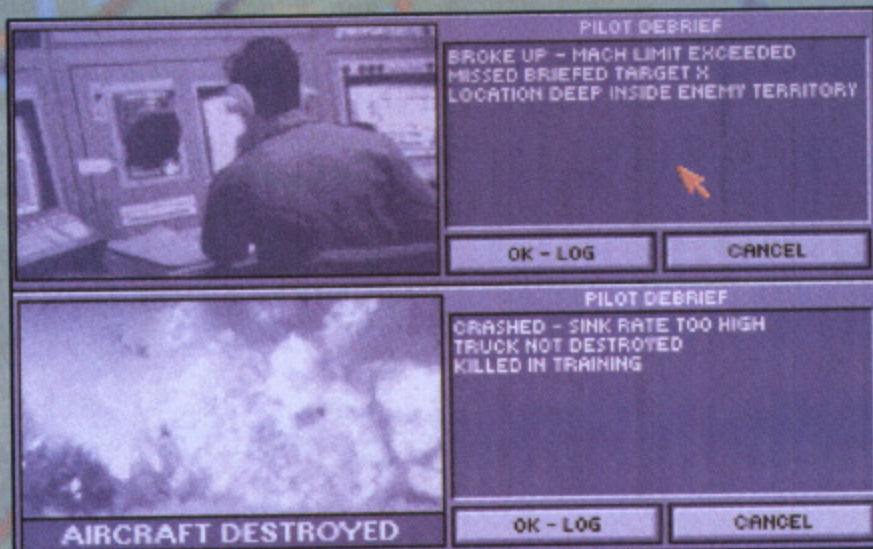 PILOT DEBRIEF
BROKE UP - MACH LIMIT EXCEEDED
MISSED BRIEFED TARGET X
LOCATION DEEP INSIDE ENEMY TERRITORY
OK - LOG
CANCEL
PILOT DEBRIEF
CRASHED - SINK RATE TOO HIGH
TRUCK NOT DESTROYED
KILLED IN TRAINING
AIRCRAFT DESTROYED
OK - LOG
CANCEL